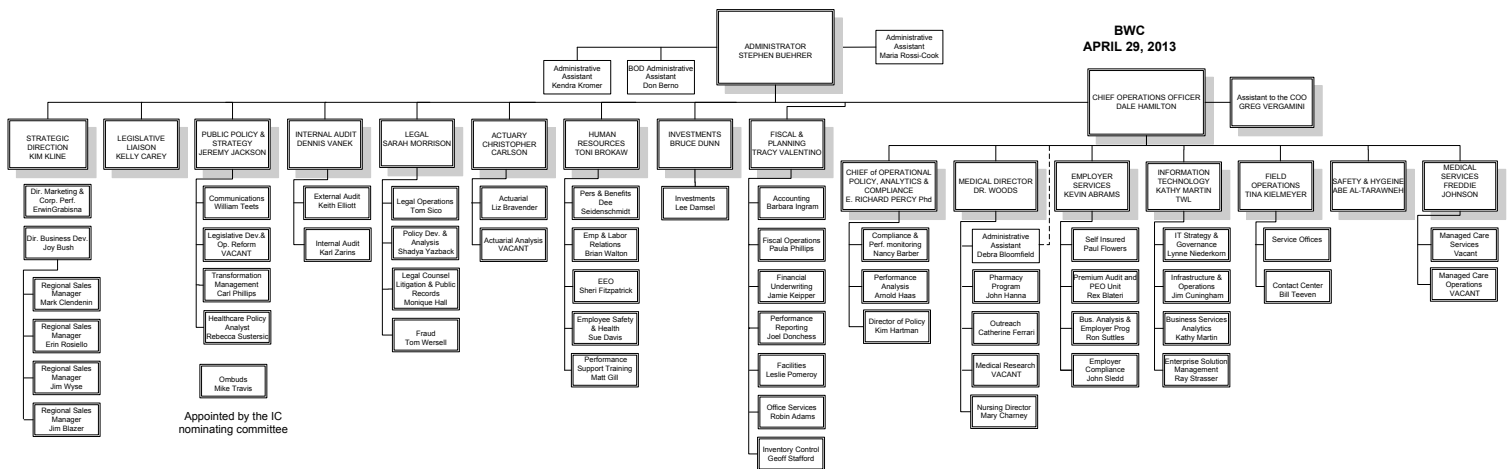 BWC
APRIL 29, 2013
ADMINISTRATOR
STEPHEN BUEHRER
Administrative
Assistant
Maria Rossi-Cook
Administrative
Assistant
Kendra Kromer
BOD Administrative
Assistant
Don Berno
CHIEF OPERATIONS OFFICER
DALE HAMILTON
Assistant to the COO
GREG VERGAMINI
STRATEGIC
DIRECTION
KIM KLINE
LEGISLATIVE
LIAISON
KELLY CAREY
PUBLIC POLICY &
STRATEGY
JEREMY JACKSON
INTERNAL AUDIT
DENNIS VANEK
LEGAL
SARAH MORRISON
ACTUARY
CHRISTOPHER
CARLSON
HUMAN
RESOURCES
TONI BROKAW
INVESTMENTS
BRUCE DUNN
FISCAL &
PLANNING
TRACY VALENTINO
CHIEF of OPERATIONAL
POLICY, ANALYTICS &
COMPLIANCE
E. RICHARD PERCY Phd
MEDICAL DIRECTOR
DR. WOODS
EMPLOYER
SERVICES
KEVIN ABRAMS
INFORMATION
TECHNOLOGY
KATHY MARTIN
TWL
FIELD
OPERATIONS
TINA KIELMEYER
SAFETY & HYGEINE
ABE AL-TARAWNEH
MEDICAL
SERVICES
FREDDIE
JOHNSON
Dir. Marketing &
Corp. Perf.
ErwinGrabisna
Dir. Business Dev.
Joy Bush
Regional Sales
Manager
Mark Clendenin
Regional Sales
Manager
Erin Rosiello
Regional Sales
Manager
Jim Wyse
Regional Sales
Manager
Jim Blazer
Communications
William Teets
Legislative Dev.&
Op. Reform
VACANT
Transformation
Management
Carl Phillips
Healthcare Policy
Analyst
Rebecca Sustersic
Ombuds
Mike Travis
Appointed by the IC
nominating committee
External Audit
Keith Elliott
Internal Audit
Karl Zarins
Legal Operations
Tom Sico
Policy Dev. &
Analysis
Shadya Yazback
Legal Counsel
Litigation & Public
Records
Monique Hall
Fraud
Tom Wersell
Actuarial
Liz Bravender
Actuarial Analysis
VACANT
Pers & Benefits
Dee
Seidenschmidt
Emp & Labor
Relations
Brian Walton
EEO
Sheri Fitzpatrick
Employee Safety
& Health
Sue Davis
Performance
Support Training
Matt Gill
Investments
Lee Damsel
Accounting
Barbara Ingram
Fiscal Operations
Paula Phillips
Financial
Underwriting
Jamie Keipper
Performance
Reporting
Joel Donchess
Facilities
Leslie Pomeroy
Office Services
Robin Adams
Inventory Control
Geoff Stafford
Compliance &
Perf. monitoring
Nancy Barber
Performance
Analysis
Arnold Haas
Director of Policy
Kim Hartman
Administrative
Assistant
Debra Bloomfield
Pharmacy
Program
John Hanna
Outreach
Catherine Ferrari
Medical Research
VACANT
Nursing Director
Mary Charney
Self Insured
Paul Flowers
Premium Audit and
PEO Unit
Rex Blateri
Bus. Analysis &
Employer Prog
Ron Suttles
Employer
Compliance
John Sledd
IT Strategy &
Governance
Lynne Niederkorn
Infrastructure &
Operations
Jim Cuningham
Business Services
Analytics
Kathy Martin
Enterprise Solution
Management
Ray Strasser
Service Offices
Contact Center
Bill Teeven
Managed Care
Services
Vacant
Managed Care
Operations
VACANT